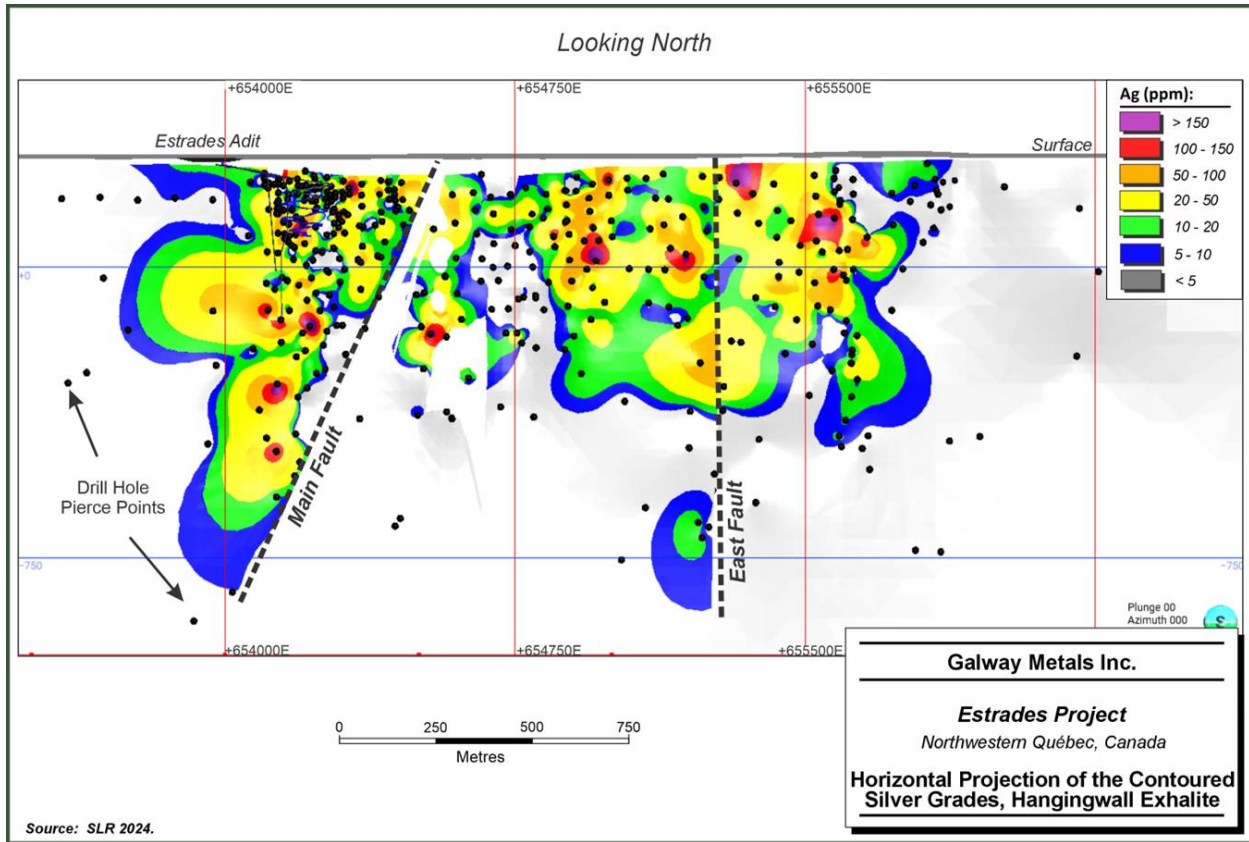 Looking North
+654000E
+654750E
+655500E
Ag (ppm):
> 150
100 - 150
50 - 100
20 - 50
10 - 20
5 - 10
< 5
Estrades Adit
Surface
+0
Main Fault
East Fault
Drill Hole
Pierce Points
-750
-750
Plunge 00
Azimuth 000
S
+654000E
+654750E
+655500E
0 250 500 750
Metres
Galway Metals Inc.
Estrades Project
Northwestern Québec, Canada
Horizontal Projection of the Contoured
Silver Grades, Hangingwall Exhalite
Source: SLR 2024.